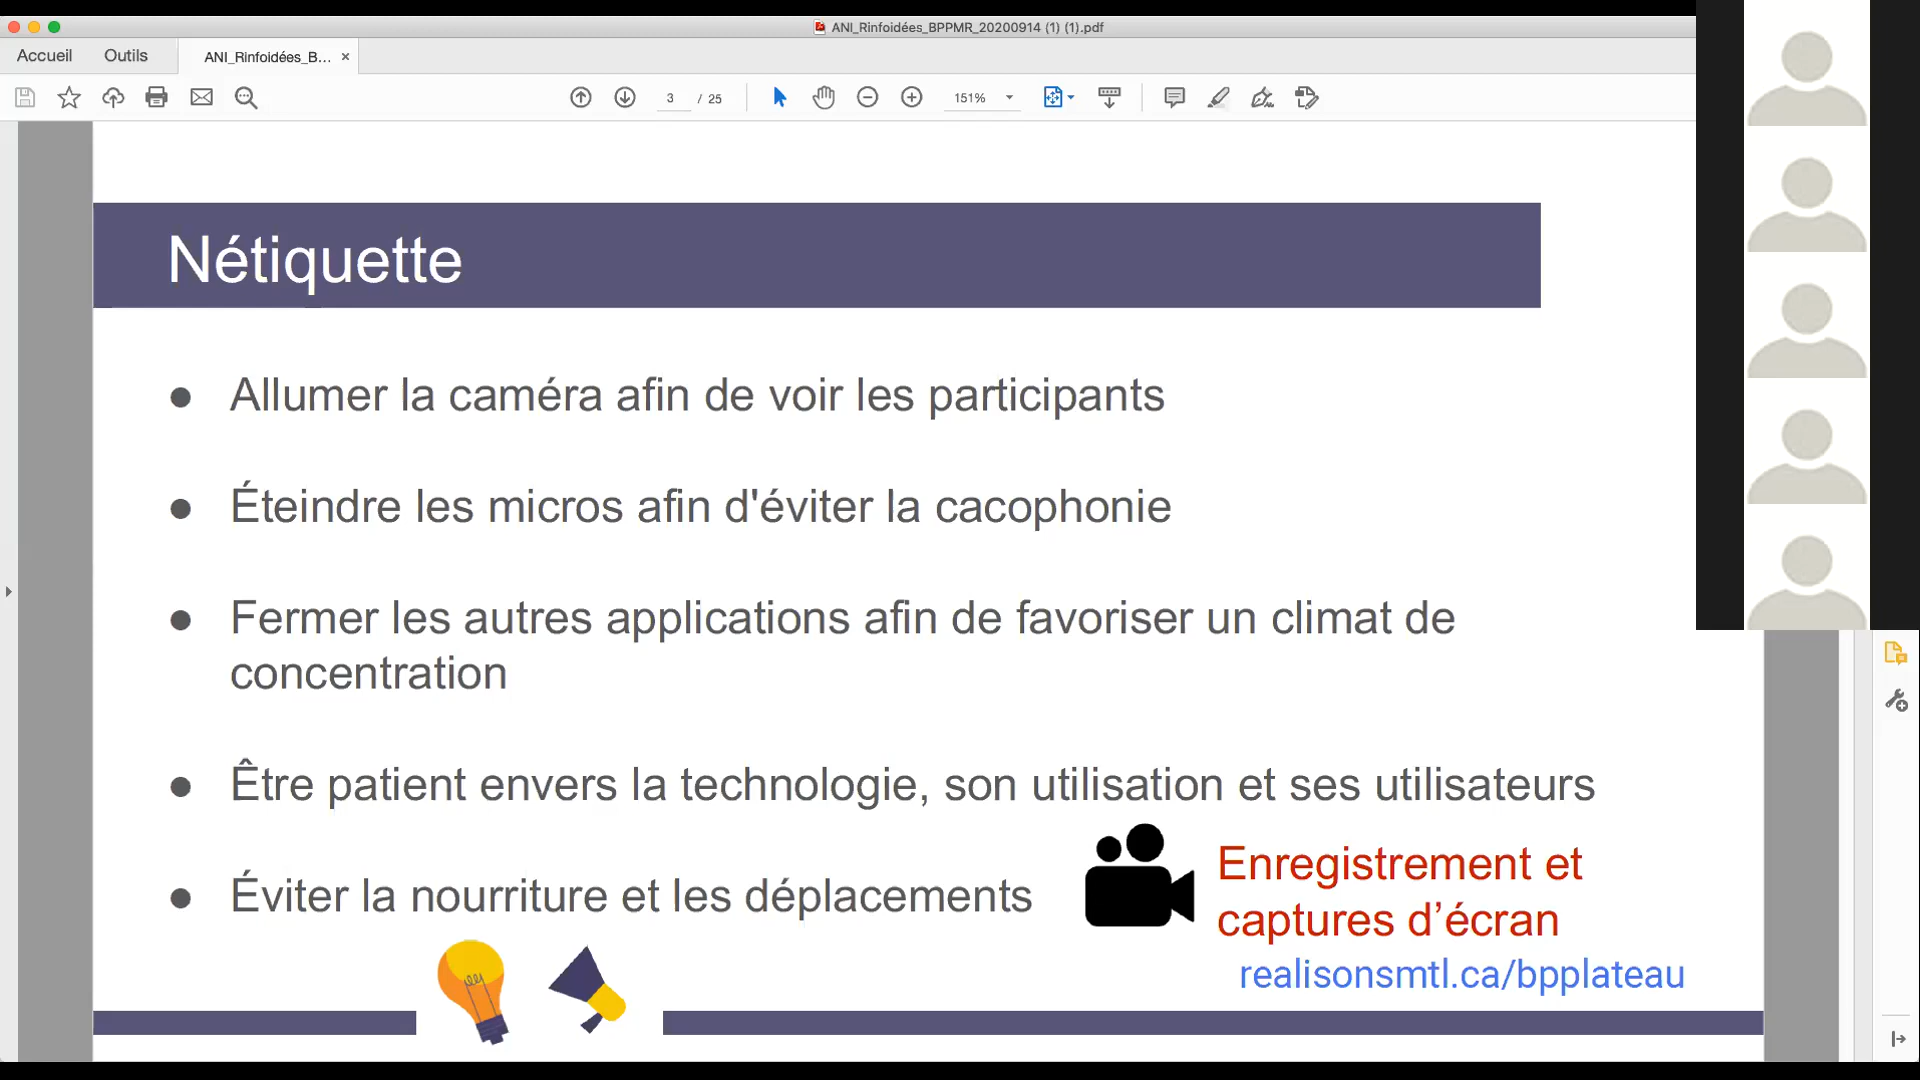 ANI_Rinfoidées_BPPMR_20200914 (1) (1).pdf
Accueil
Outils
ANI_Rinfoidées_B...
3 / 25
151%
Nétiquette
● Allumer la caméra afin de voir les participants
● Éteindre les micros afin d'éviter la cacophonie
● Fermer les autres applications afin de favoriser un climat de
concentration
● Être patient envers la technologie, son utilisation et ses utilisateurs
● Éviter la nourriture et les déplacements
Enregistrement et
captures d’écran
realisonsmtl.ca/bpplateau